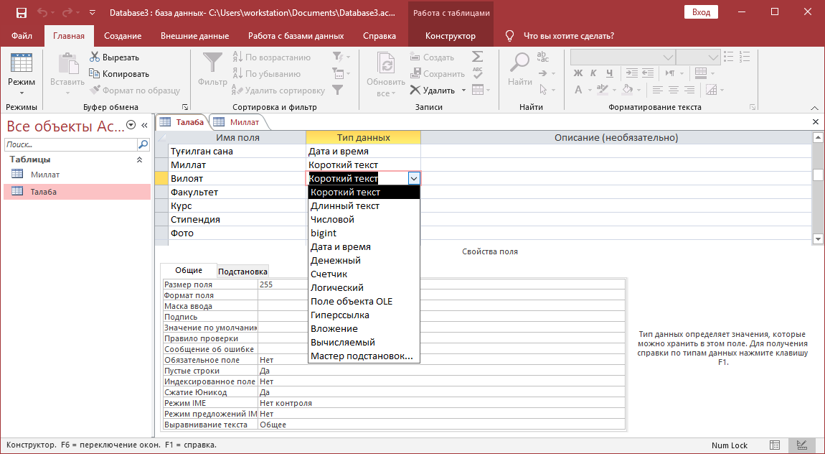 Database3 : база данных- C:\Users\workstation\Documents\Database3.ac...
Работа с таблицами
Вход
Файл Главная Создание Внешние данные Работа с базами данных Справка Конструктор Что вы хотите сделать?
Режим
Режимы
Вставить
Вырезать
Копировать
Формат по образцу
Буфер обмена
Фильтр
По возрастанию
По убыванию
Удалить сортировку
Сортировка и фильтр
Обновить все
Создать
Сохранить
Удалить
Записи
Найти
Найти
Ж К Ч
Форматирование текста
Все объекты Ac...
Поиск...
Таблицы
Миллат
Талаба
Талаба Миллат
Имя поля Тип данных Описание (необязательно)
Туғилган сана Дата и время
Миллат Короткий текст
Вилоят Короткий текст
Факультет
Курс
Стипендия
Фото
Короткий текст
Длинный текст
Числовой
bigint
Дата и время
Денежный
Счетчик
Логический
Поле объекта OLE
Гиперссылка
Вложение
Вычисляемый
Мастер подстановок...
Свойства поля
Общие Подстановка
Размер поля 255
Формат поля
Маска ввода
Подпись
Значение по умолчанию
Правило проверки
Сообщение об ошибке
Обязательное поле Нет
Пустые строки Да
Индексированное поле Нет
Сжатие Юникод Да
Режим IME Нет контроля
Режим предложений IM Нет
Выравнивание текста Общее
Тип данных определяет значения, которые
можно хранить в этом поле. Для получения
справки по типам данных нажмите клавишу
F1.
Конструктор. F6 = переключение окон. F1 = справка.
Num Lock